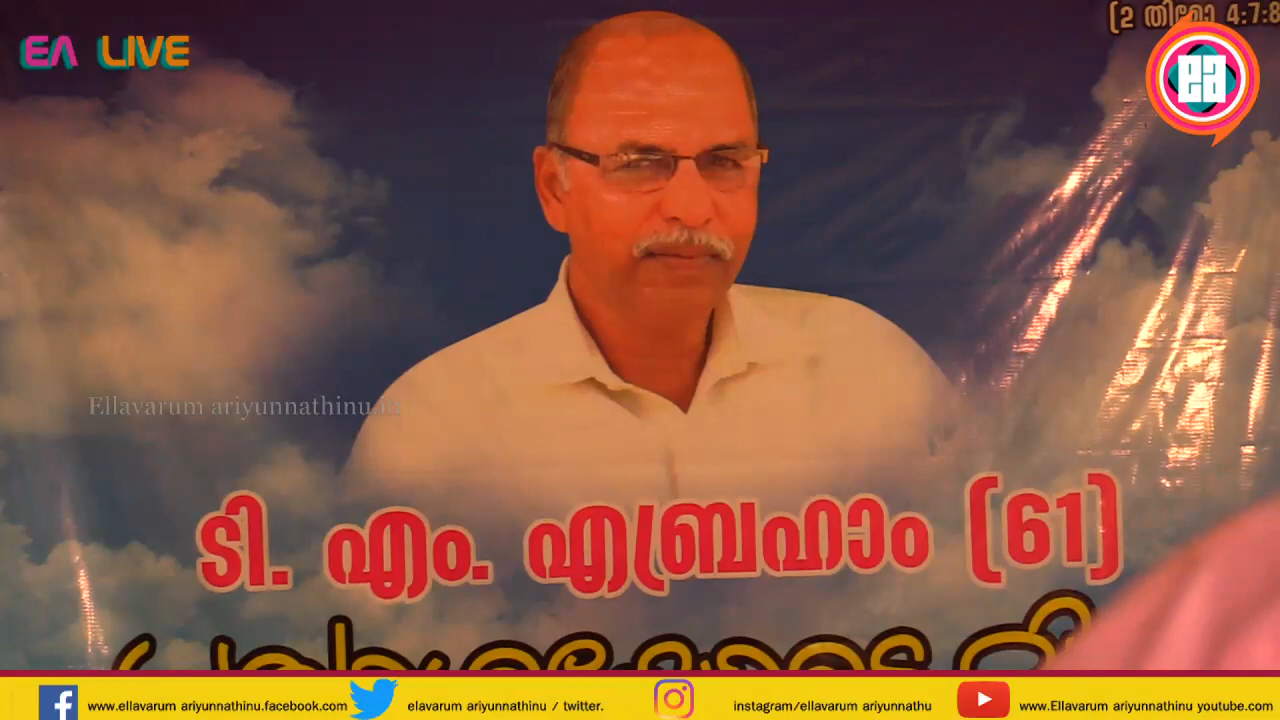 (2 തിമോ 4:7:8
EA LIVE
ea
Ellavarum ariyunnathinu.in
ടി. എം. എബ്രഹാം (61)
www.ellavarum ariyunnathinu.facebook.com
elavarum ariyunnathinu / twitter.
instagram/ellavarum ariyunnathu
www.Ellavarum ariyunnathinu youtube.com